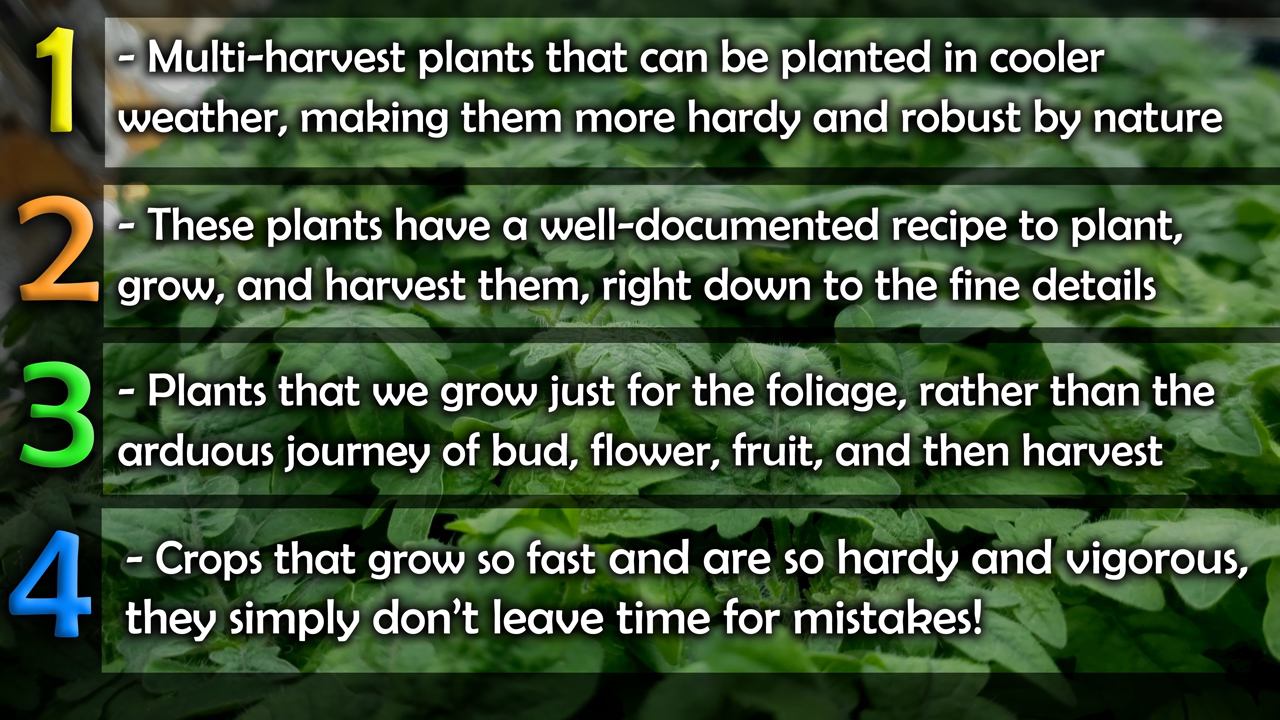 1 - Multi-harvest plants that can be planted in cooler
weather, making them more hardy and robust by nature
2 - These plants have a well-documented recipe to plant,
grow, and harvest them, right down to the fine details
3 - Plants that we grow just for the foliage, rather than the
arduous journey of bud, flower, fruit, and then harvest
4 - Crops that grow so fast and are so hardy and vigorous,
they simply don't leave time for mistakes!